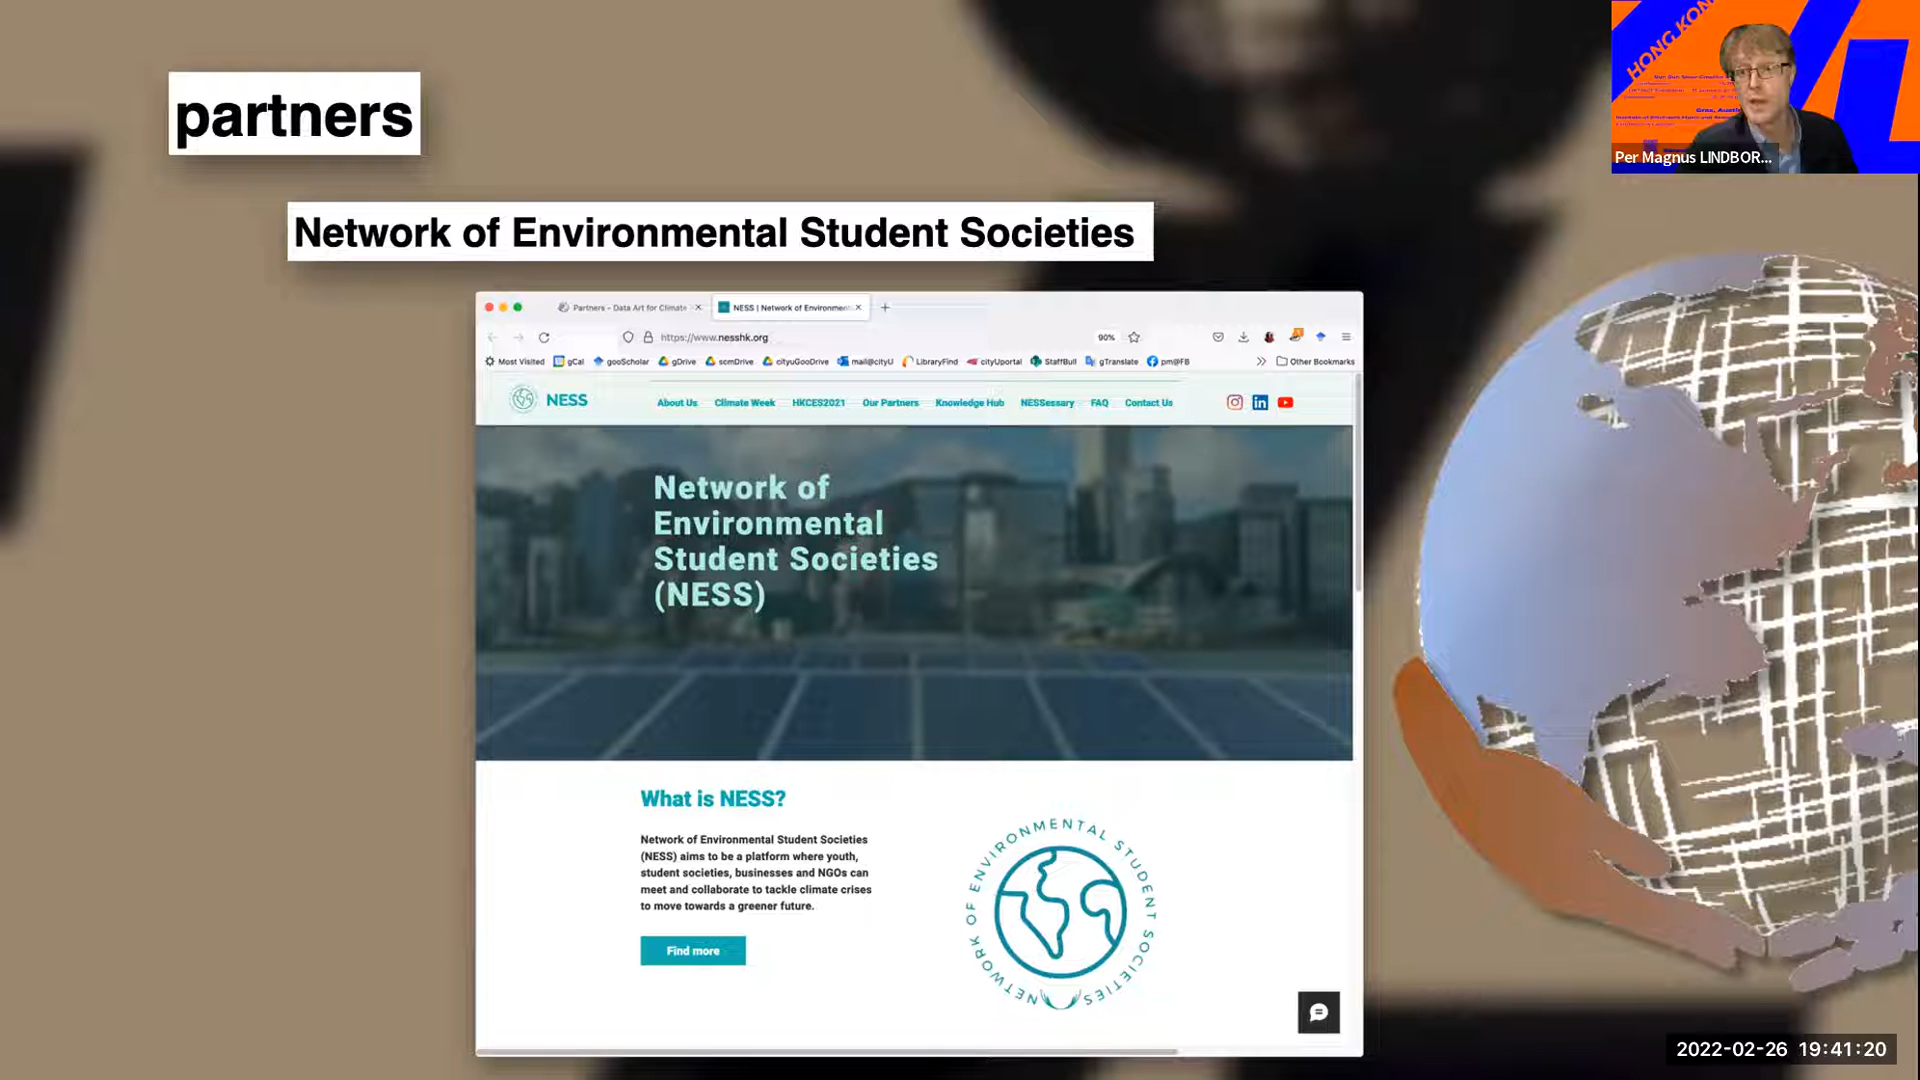 partners
HONG KON
Per Magnus LINDBOR...
Network of Environmental Student Societies
Partners – Data Art for Climate
NESS | Network of Environmen
https://www.nesshk.org
90%
Most Visited gCal gooScholar gDrive scmDrive cityuGooDrive mail@cityU LibraryFind cityUportal StaffBull gTranslate pm@FB Other Bookmarks
NESS
About Us Climate Week HKCES2021 Our Partners Knowledge Hub NESSessary FAQ Contact Us
Network of
Environmental
Student Societies
(NESS)
What is NESS?
Network of Environmental Student Societies
(NESS) aims to be a platform where youth,
student societies, businesses and NGOs can
meet and collaborate to tackle climate crises
to move towards a greener future.
Find more
NETWORK OF ENVIRONMENTAL STUDENT SOCIETIES
2022-02-26 19:41:20